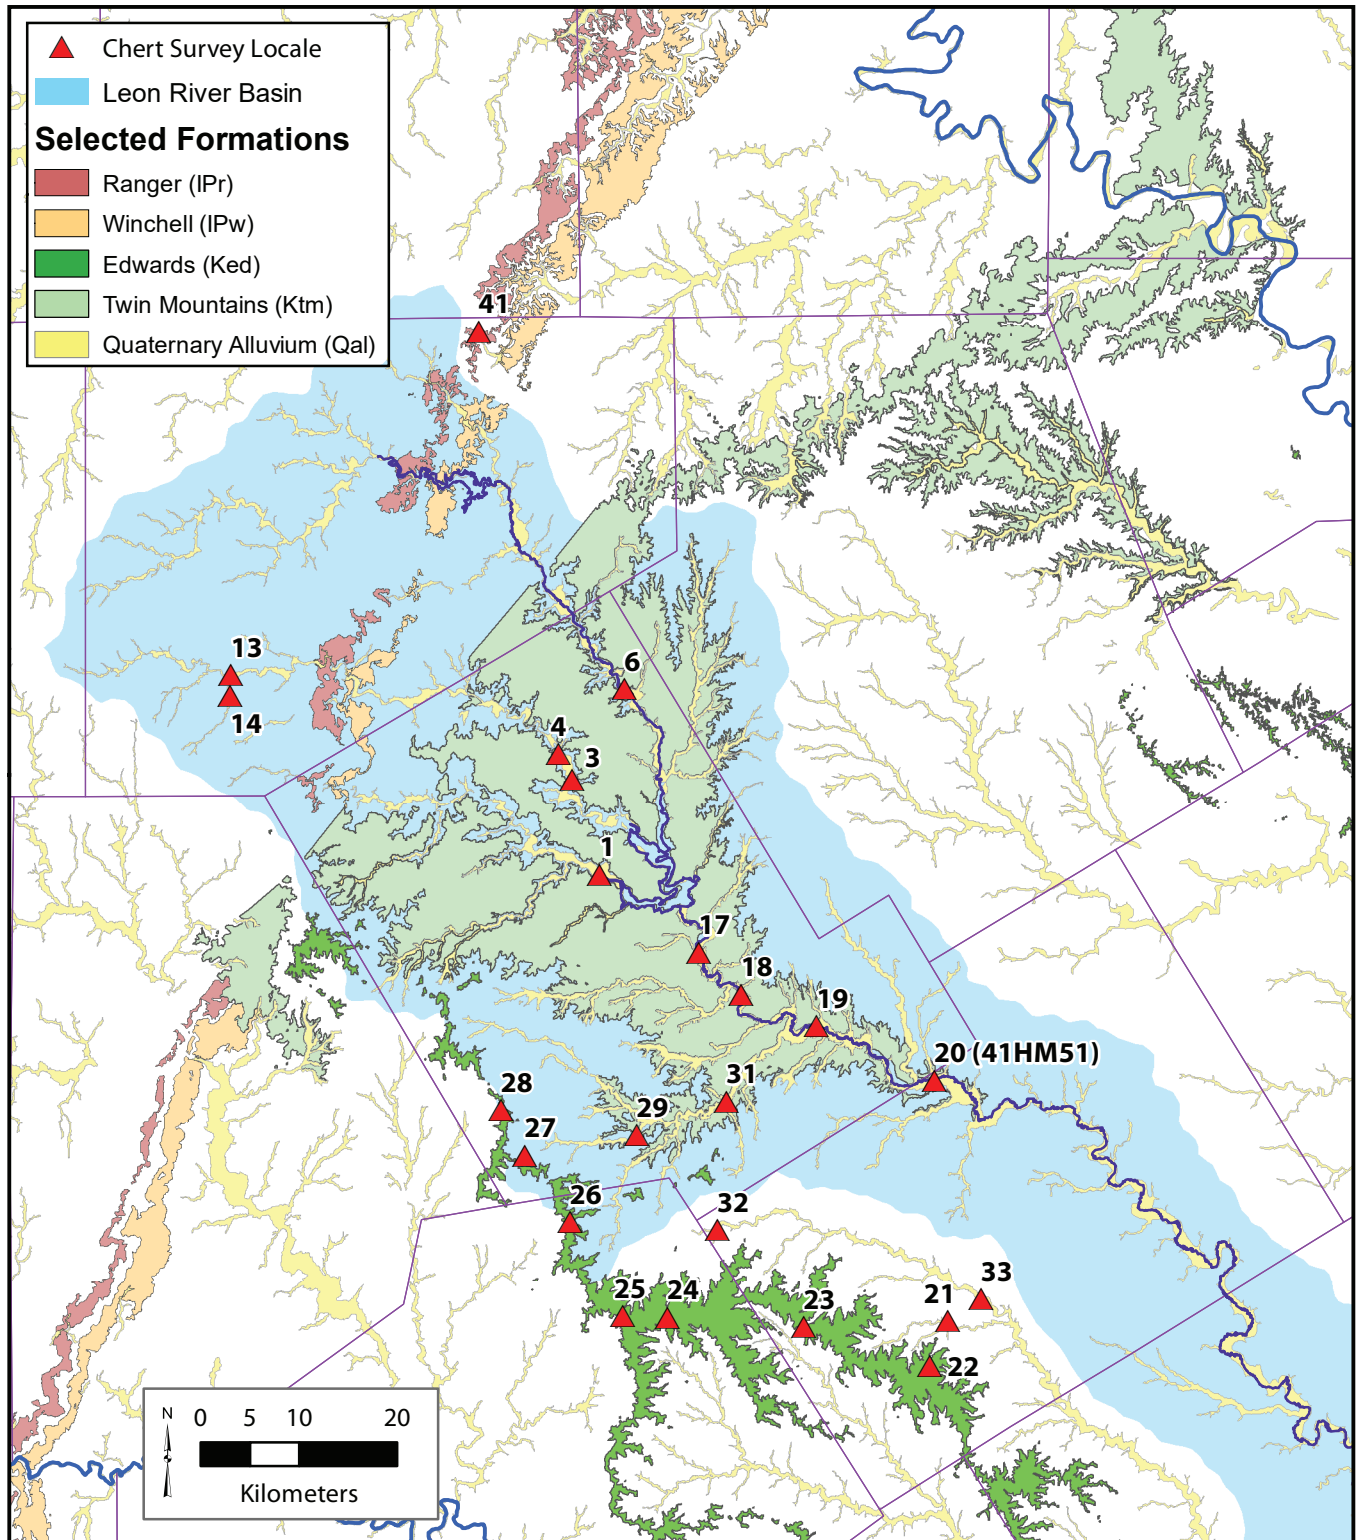 Chert Survey Locale
Leon River Basin
Selected Formations
Ranger (IPr)
Winchell (IPw)
Edwards (Ked)
Twin Mountains (Ktm)
Quaternary Alluvium (Qal)
41
13
14
6
4
3
1
17
18
19
20 (41HM51)
31
28
29
27
26
32
33
25
24
23
21
22
N
0 5 10 20
Kilometers